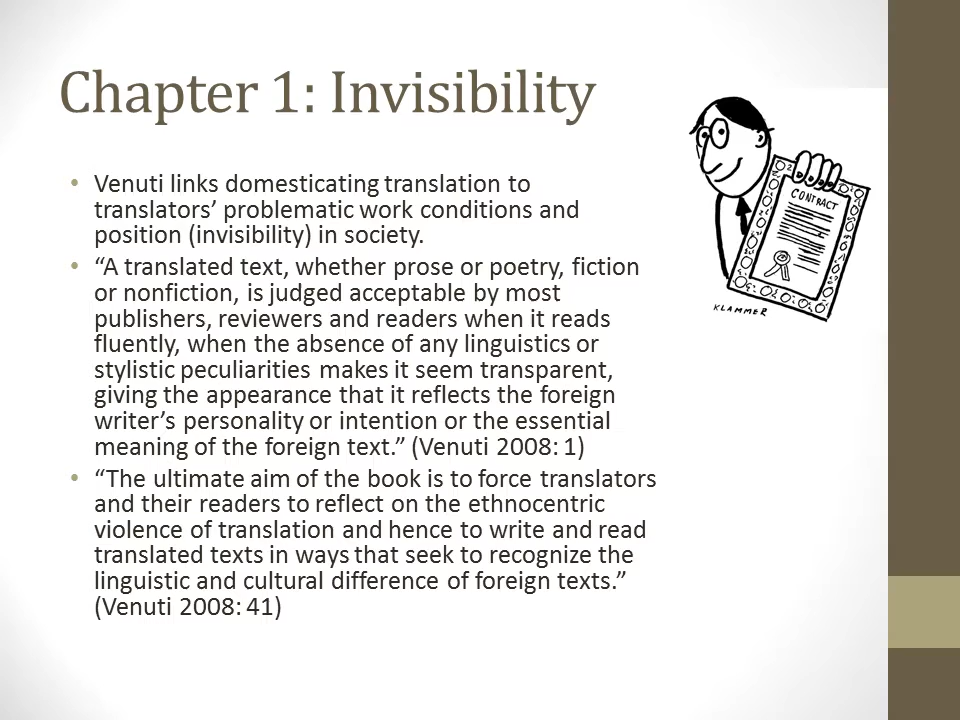 Chapter 1: Invisibility
• Venuti links domesticating translation to
translators’ problematic work conditions and
position (invisibility) in society.
• “A translated text, whether prose or poetry, fiction
or nonfiction, is judged acceptable by most
publishers, reviewers and readers when it reads
fluently, when the absence of any linguistics or
stylistic peculiarities makes it seem transparent,
giving the appearance that it reflects the foreign
writer’s personality or intention or the essential
meaning of the foreign text.” (Venuti 2008: 1)
• “The ultimate aim of the book is to force translators
and their readers to reflect on the ethnocentric
violence of translation and hence to write and read
translated texts in ways that seek to recognize the
linguistic and cultural difference of foreign texts.”
(Venuti 2008: 41)
CONTRACT
KLAMMER